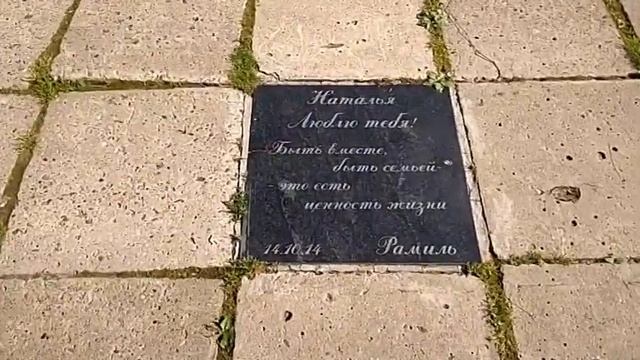 Наталья
Люблю тебя!
Быть вместе,
быть семьей-
-это есть
ценность жизни
14.10.14 Рамиль